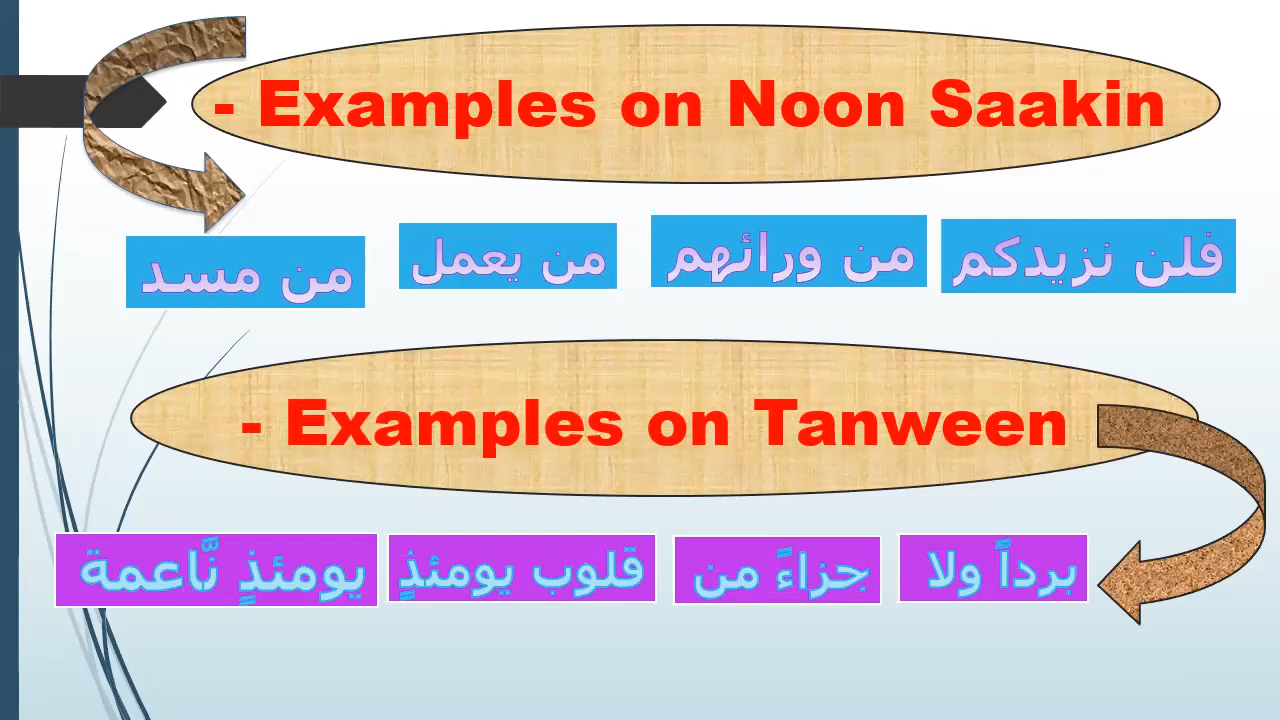 - Examples on Noon Saakin
فلن نزيدكم
من ورائهم
من يعمل
من مسد
- Examples on Tanween
برداً ولا
جزاءً من
قلوب يومئذٍ
يومئذٍ نَّاعمة